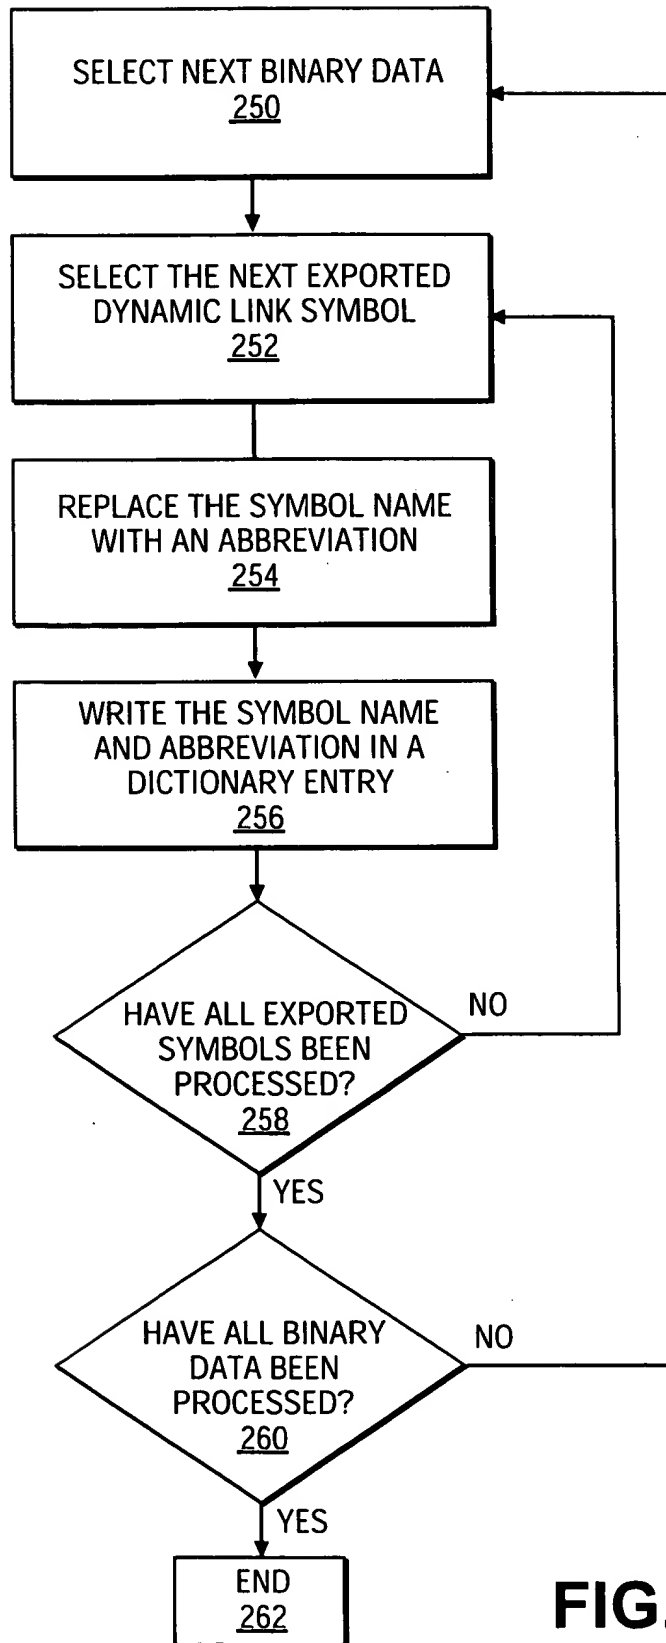 SELECT NEXT BINARY DATA
250
SELECT THE NEXT EXPORTED
DYNAMIC LINK SYMBOL
252
REPLACE THE SYMBOL NAME
WITH AN ABBREVIATION
254
WRITE THE SYMBOL NAME
AND ABBREVIATION IN A
DICTIONARY ENTRY
256
HAVE ALL EXPORTED
SYMBOLS BEEN
PROCESSED?
258
NO
YES
HAVE ALL BINARY
DATA BEEN
PROCESSED?
260
NO
YES
END
262
FIG.